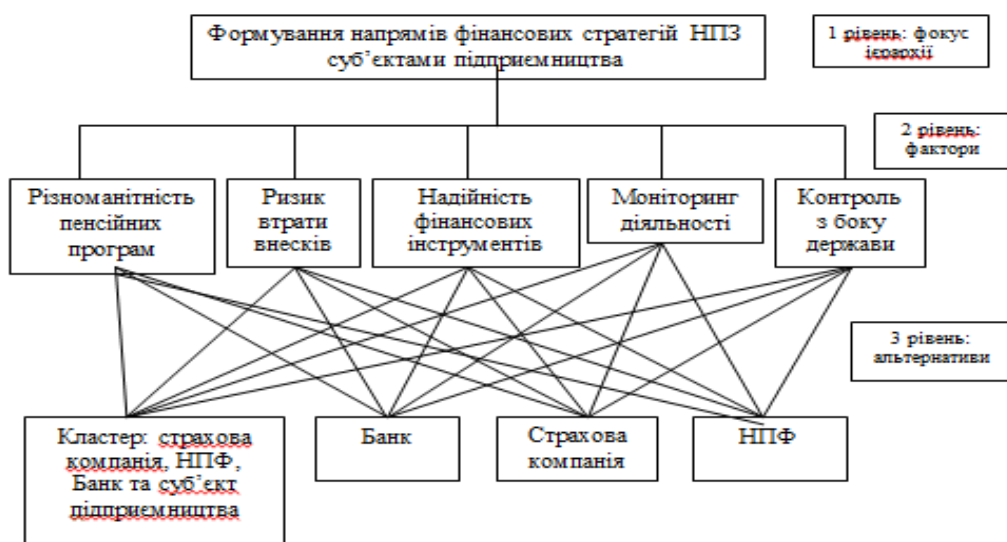 Формування напрямів фінансових стратегій НПЗ
суб’єктами підприємництва
1 рівень: фокус
ієрархії
2 рівень:
фактори
Різноманітність
пенсійних
програм
Ризик
втрати
внесків
Надійність
фінансових
інструментів
Моніторинг
діяльності
Контроль
з боку
держави
3 рівень:
альтернативи
Кластер: страхова
компанія, НПФ,
Банк та суб’єкт
підприємництва
Банк
Страхова
компанія
НПФ